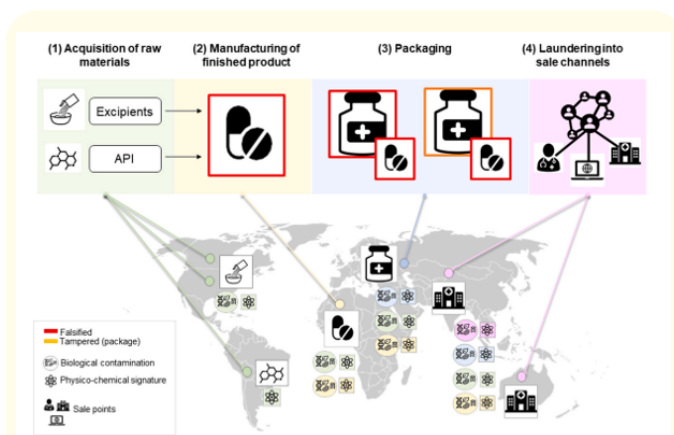 (1) Acquisition of raw
materials
(2) Manufacturing of
finished product
(3) Packaging
(4) Laundering into
sale channels
Excipients
API
Falsified
Tampered (package)
Biological contamination
Physico-chemical signature
Sale points